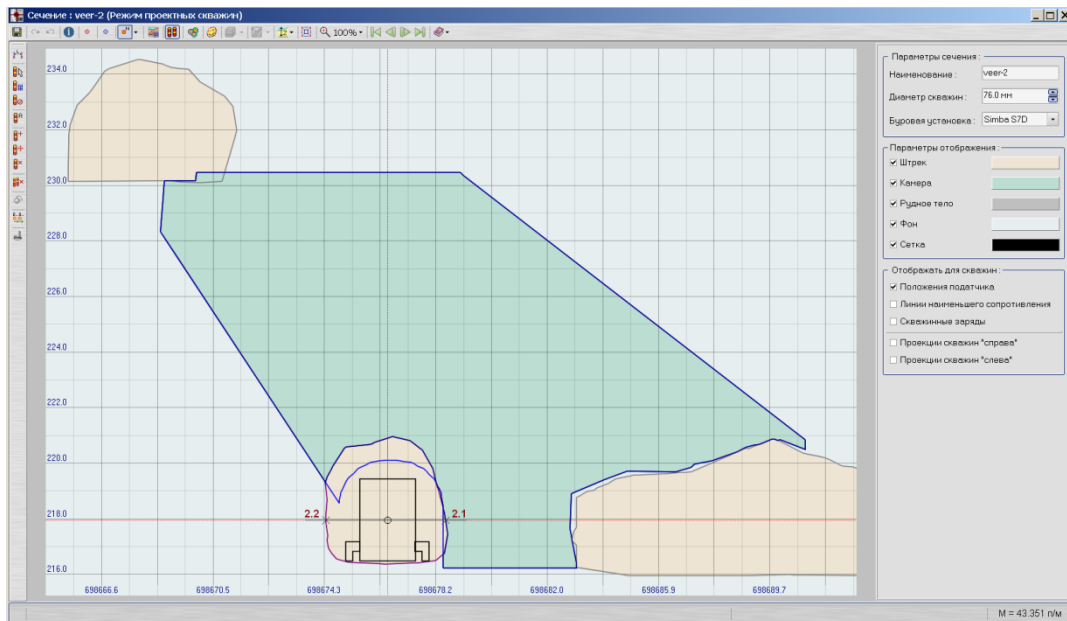 Сечение : veer-2 (Режим проектных скважин)
100%
Параметры сечения :
Наименование : veer-2
Диаметр скважин : 76.0 мм
Буровая установка : Simba S7D
Параметры отображения :
Штрек
Камера
Рудное тело
Фон
Сетка
Отображать для скважин :
Положения податчика
Линии наименьшего сопротивления
Скважинные заряды
Проекции скважин "справа"
Проекции скважин "слева"
234.0
232.0
230.0
228.0
226.0
224.0
222.0
220.0
218.0
216.0
2.2
2.1
698666.6 698670.5 698674.3 698678.2 698682.0 698685.9 698689.7
M = 43.351 п/м